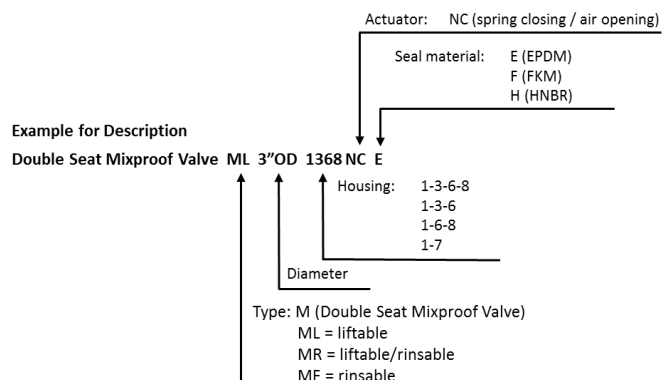 Actuator: NC (spring closing / air opening)
Seal material: E (EPDM)
F (FKM)
H (HNBR)
Example for Description
Double Seat Mixproof Valve ML 3”OD 1368 NC E
Housing: 1-3-6-8
1-3-6
1-6-8
1-7
Diameter
Type: M (Double Seat Mixproof Valve)
ML = liftable
MR = liftable/rinsable
MF = rinsable